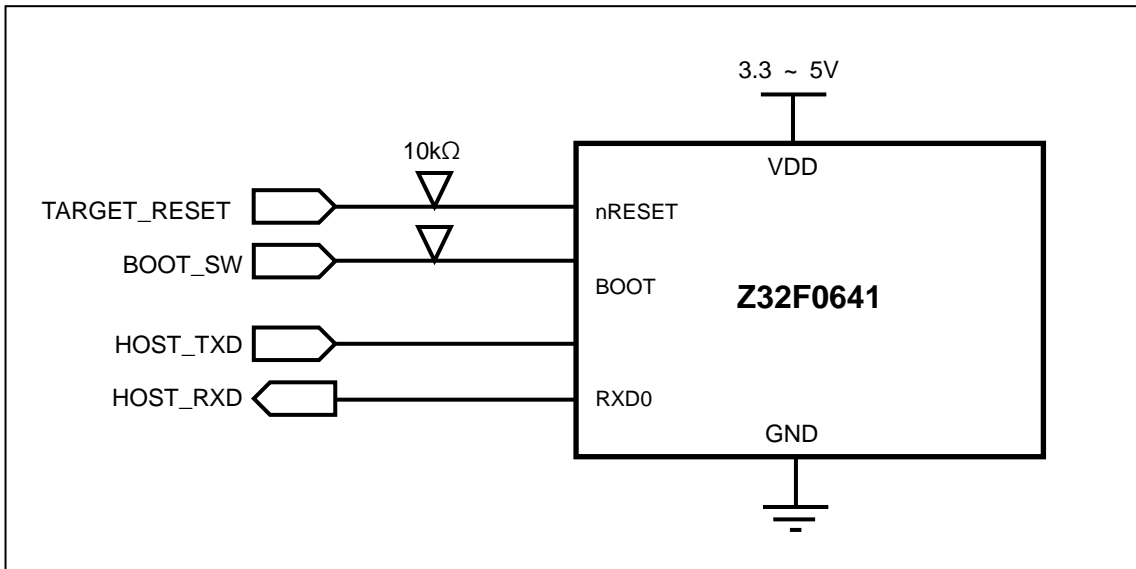 3.3 ~ 5V
VDD
10kΩ
TARGET_RESET
nRESET
BOOT_SW
BOOT
Z32F0641
HOST_TXD
HOST_RXD
RXD0
GND